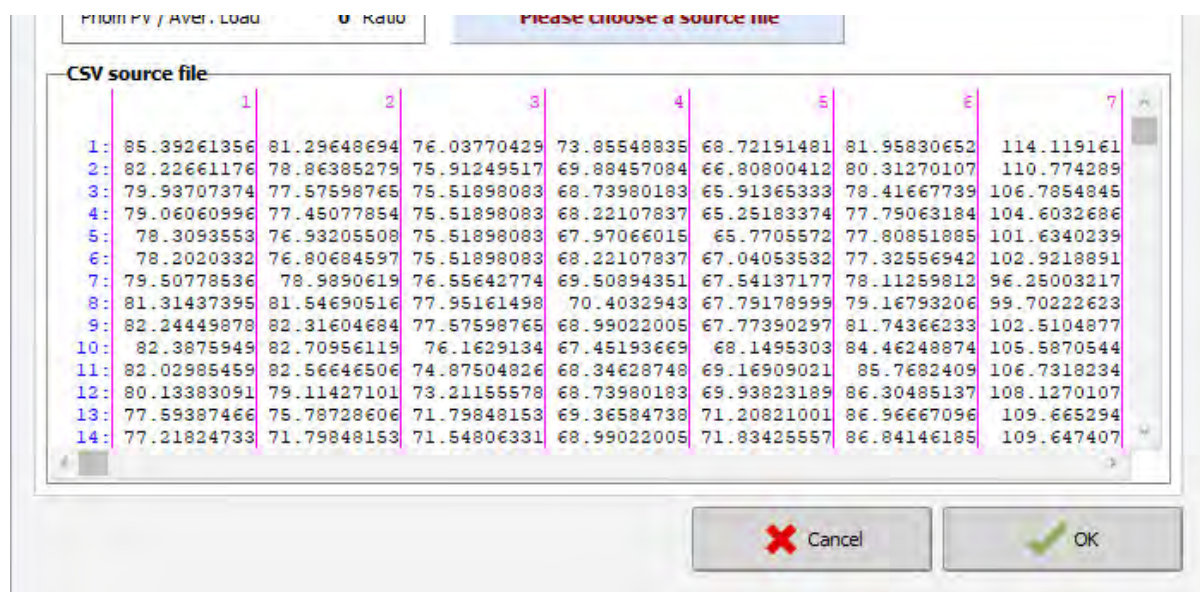 Pnom PV / Aver. Load 0 Ratio Please choose a source file
CSV source file
1 2 3 4 5 6 7
1: 85.39261356 81.29648694 76.03770429 73.85548835 68.72191481 81.95830652 114.119161
2: 82.22661176 78.86385279 75.91249517 69.88457084 66.80800412 80.31270107 110.774289
3: 79.93707374 77.57598765 75.51898083 68.73980183 65.91365333 78.41667739 106.7854845
4: 79.06060996 77.45077854 75.51898083 68.22107837 65.25183374 77.79063184 104.6032686
5: 78.3093553 76.93205508 75.51898083 67.97066015 65.7705572 77.80851885 101.6340239
6: 78.2020332 76.80684597 75.51898083 68.22107837 67.04053532 77.32556942 102.9218891
7: 79.50778536 78.9890619 76.55642774 69.50894351 67.54137177 78.11259812 96.25003217
8: 81.31437395 81.54690516 77.95161498 70.4032943 67.79178999 79.16793206 99.70222623
9: 82.24449878 82.31604684 77.57598765 68.99022005 67.77390297 81.74366233 102.5104877
10: 82.3875949 82.70956119 76.1629134 67.45193669 68.1495303 84.46248874 105.5870544
11: 82.02985459 82.56646506 74.87504826 68.34628748 69.16909021 85.7682409 106.7318234
12: 80.13383091 79.11427101 73.21155578 68.73980183 69.93823189 86.30485137 108.1270107
13: 77.59387466 75.78728606 71.79848153 69.36584738 71.20821001 86.96667096 109.665294
14: 77.21824733 71.79848153 71.54806331 68.99022005 71.83425557 86.84146185 109.647407
Cancel OK